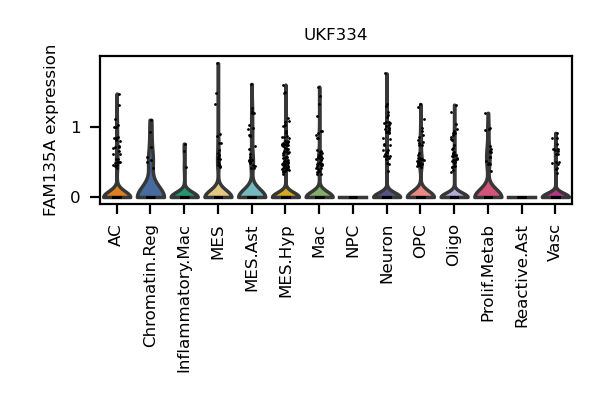 UKF334
FAM135A expression
1
0
AC
Chromatin.Reg
Inflammatory.Mac
MES
MES.Ast
MES.Hyp
Mac
NPC
Neuron
OPC
Oligo
Prolif.Metab
Reactive.Ast
Vasc